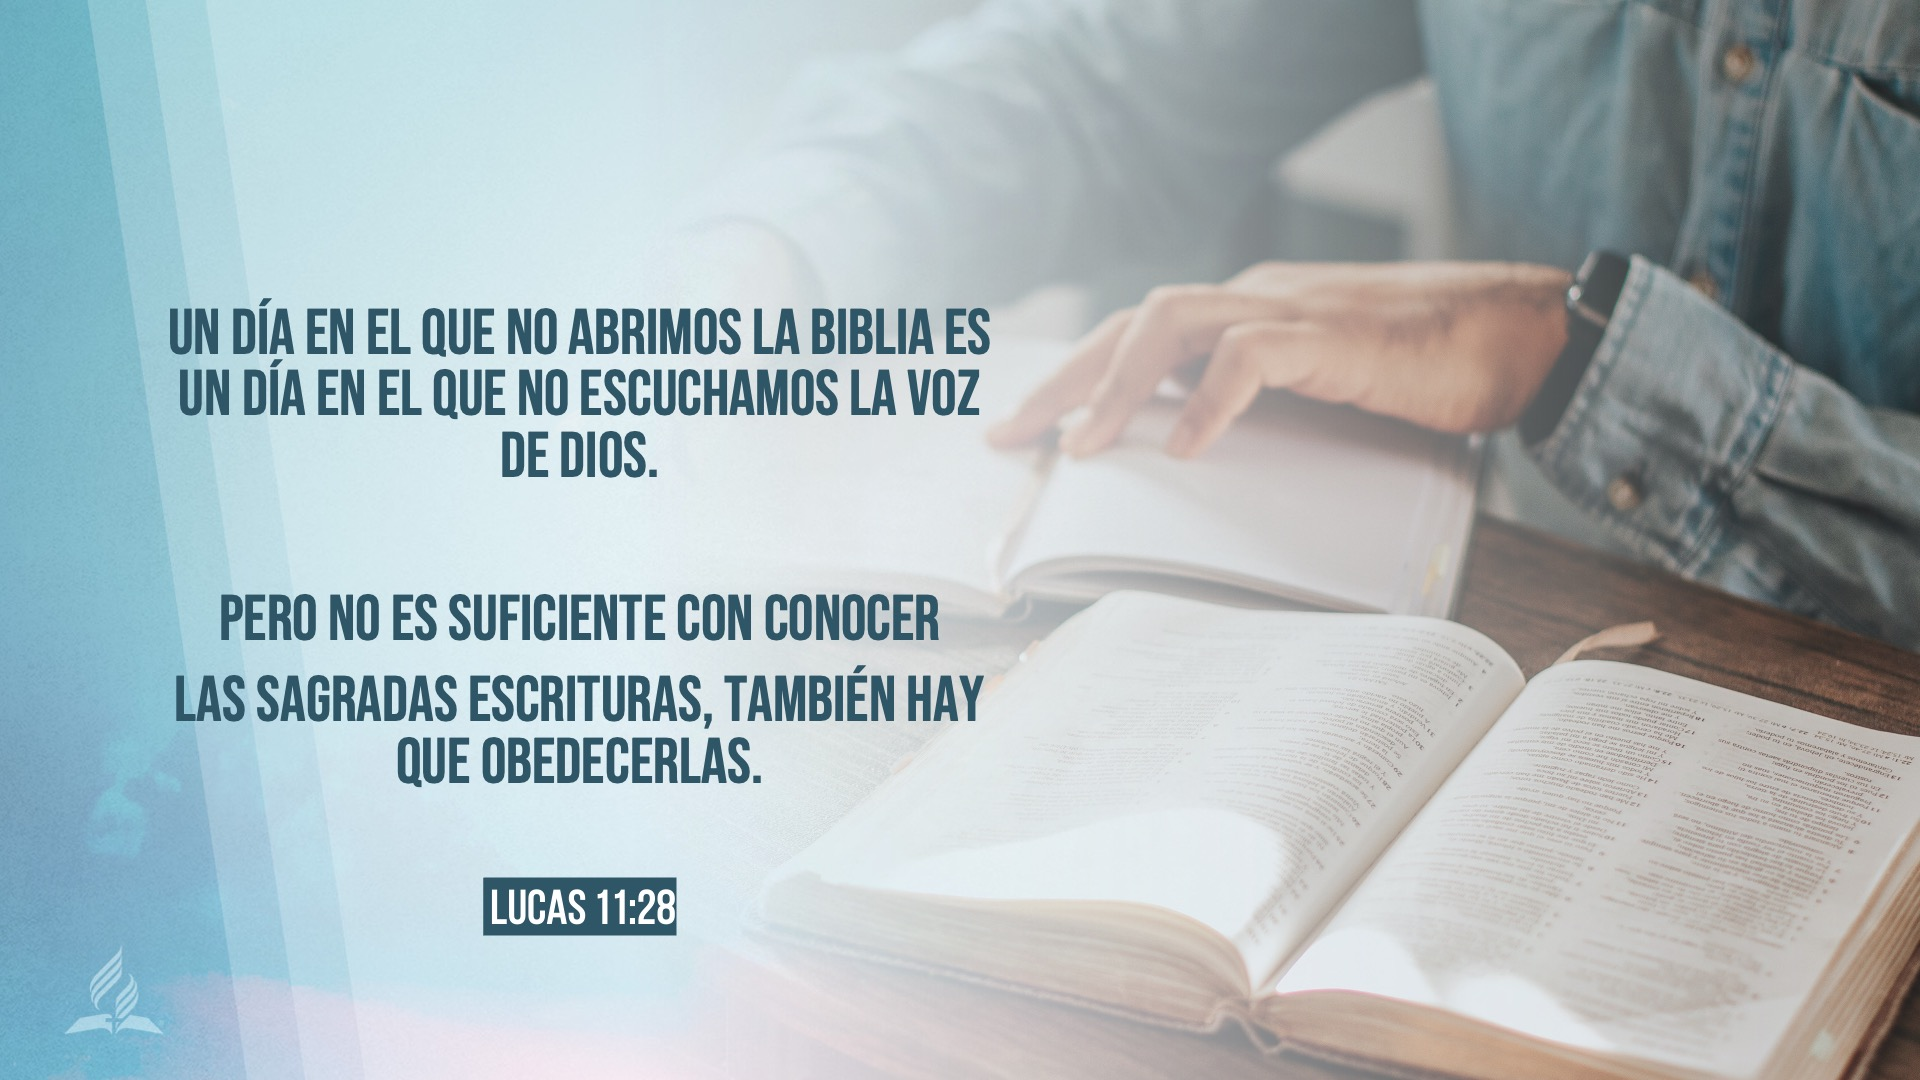 UN DÍA EN EL QUE NO ABRIMOS LA BIBLIA ES
UN DÍA EN EL QUE NO ESCUCHAMOS LA VOZ
DE DIOS.
PERO NO ES SUFICIENTE CON CONOCER
LAS SAGRADAS ESCRITURAS, TAMBIÉN HAY
QUE OBEDECERLAS.
LUCAS 11:28